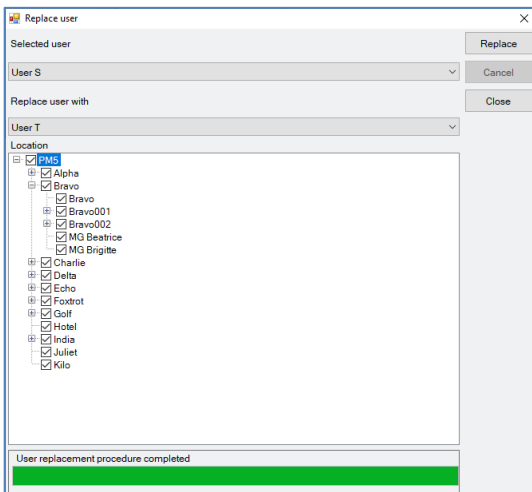 Replace user
Selected user
Replace
User S
Cancel
Replace user with
Close
User T
Location
PM5
Alpha
Bravo
Bravo
Bravo001
Bravo002
MG Beatrice
MG Brigitte
Charlie
Delta
Echo
Foxtrot
Golf
Hotel
India
Juliet
Kilo
User replacement procedure completed